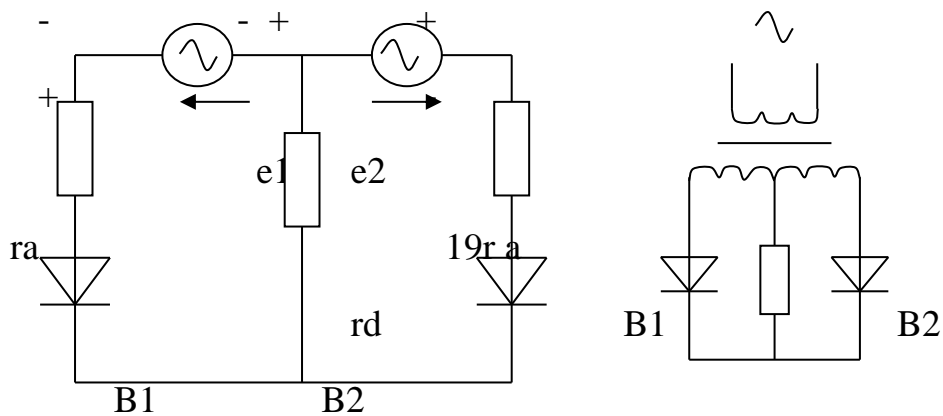 - - + +
+
e1 e2
ra 19r a
rd
B1 B2
B1 B2